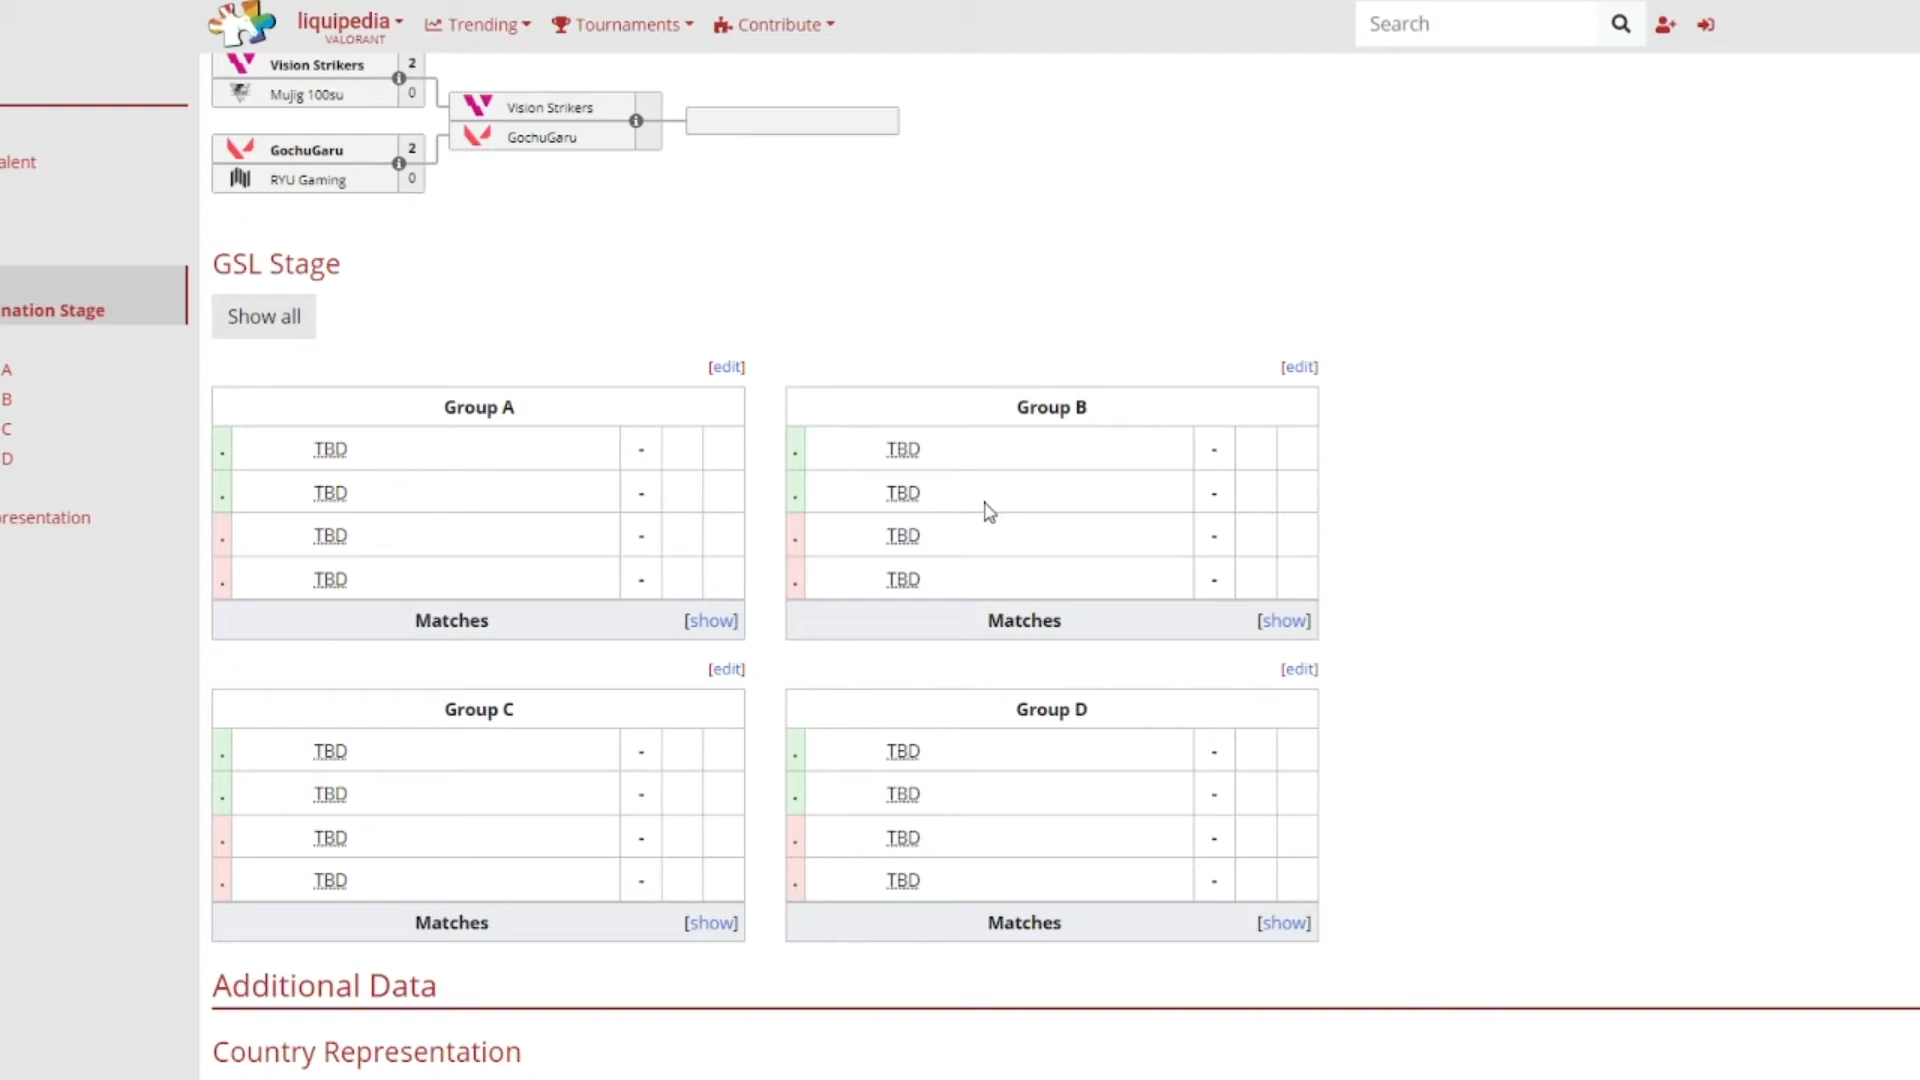 liquipedia
VALORANT
Trending
Tournaments
Contribute
Search
Vision Strikers 2
Mujig 100su 0
Vision Strikers
GochuGaru
GochuGaru 2
RYU Gaming 0
alent
nation Stage
A
B
C
D
resentation
GSL Stage
Show all
[edit]
[edit]
Group A
. TBD -
. TBD -
. TBD -
. TBD -
Matches [show]
Group B
. TBD -
. TBD -
. TBD -
. TBD -
Matches [show]
[edit]
[edit]
Group C
. TBD -
. TBD -
. TBD -
. TBD -
Matches [show]
Group D
. TBD -
. TBD -
. TBD -
. TBD -
Matches [show]
Additional Data
Country Representation